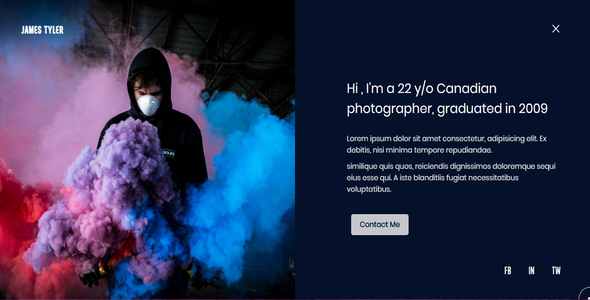 JAMES TYLER
Hi , I'm a 22 y/o Canadian
photographer, graduated in 2009
Lorem ipsum dolor sit amet consectetur, adipisicing elit. Ex
debitis, nisi minima tempore repudiandae.
similique quis quos, reiciendis dignissimos doloremque sequi
eius esse qui. A iste blanditiis fugiat necessitatibus
voluptatibus.
Contact Me
FB IN TW